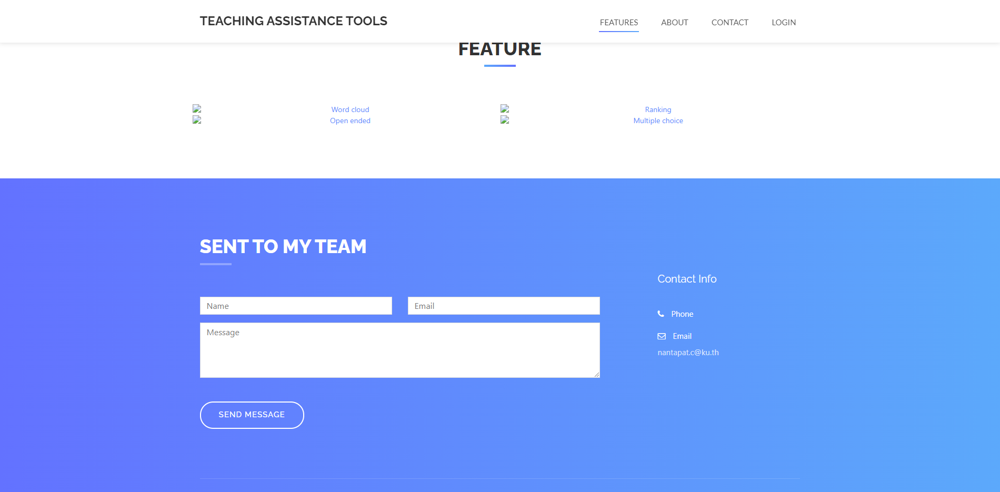 TEACHING ASSISTANCE TOOLS
FEATURES
ABOUT
CONTACT
LOGIN
FEATURE
Word cloud
Ranking
Open ended
Multiple choice
SENT TO MY TEAM
Name
Email
Message
SEND MESSAGE
Contact Info
Phone
Email
nantapat.c@ku.th